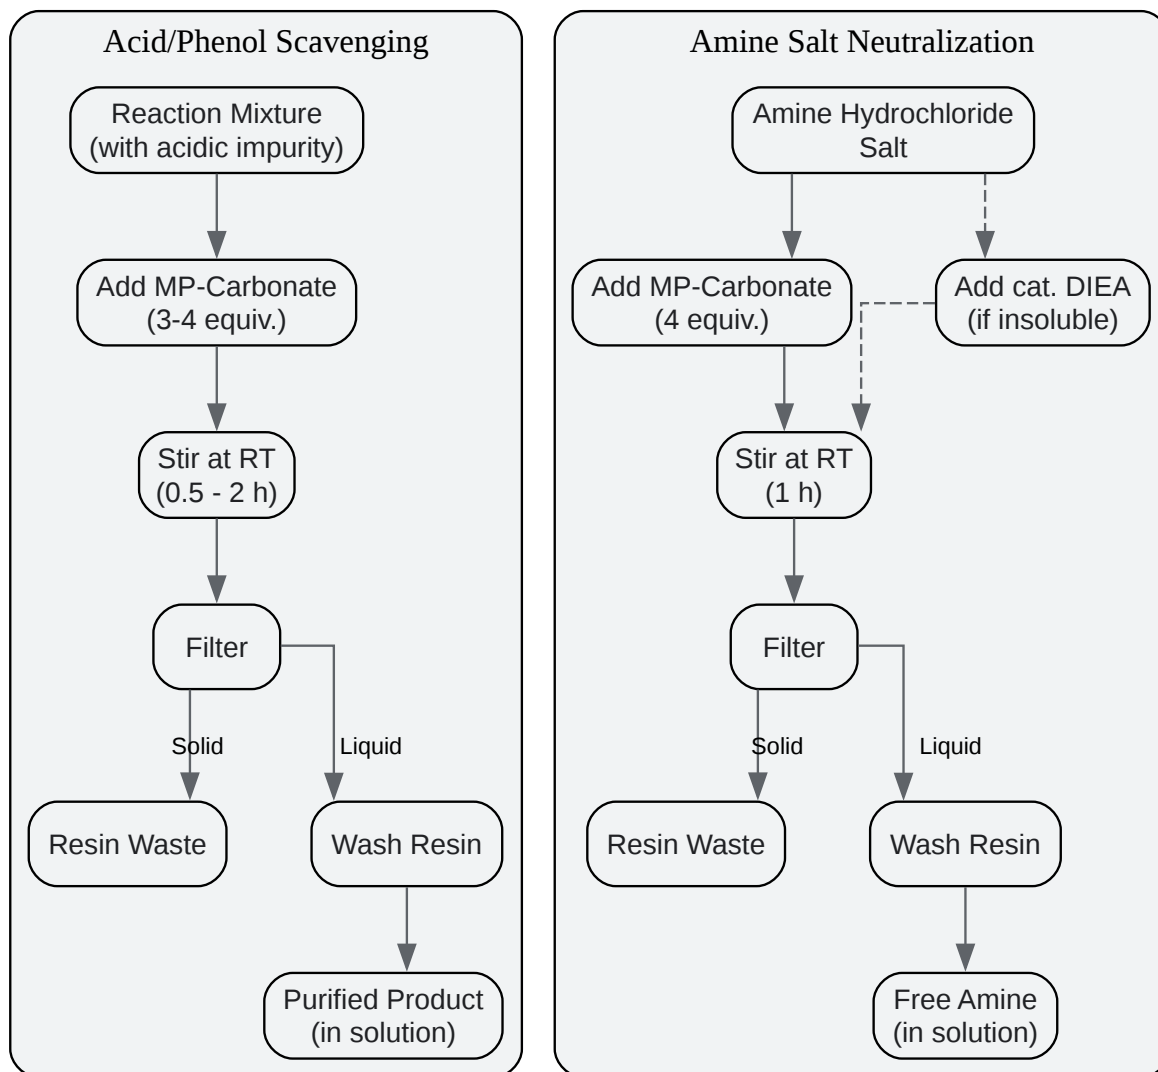 Acid/Phenol Scavenging
Reaction Mixture
(with acidic impurity)
Add MP-Carbonate
(3-4 equiv.)
Stir at RT
(0.5 - 2 h)
Filter
Solid
Liquid
Resin Waste
Wash Resin
Purified Product
(in solution)
Amine Salt Neutralization
Amine Hydrochloride
Salt
Add MP-Carbonate
(4 equiv.)
Add cat. DIEA
(if insoluble)
Stir at RT
(1 h)
Filter
Solid
Liquid
Resin Waste
Wash Resin
Free Amine
(in solution)